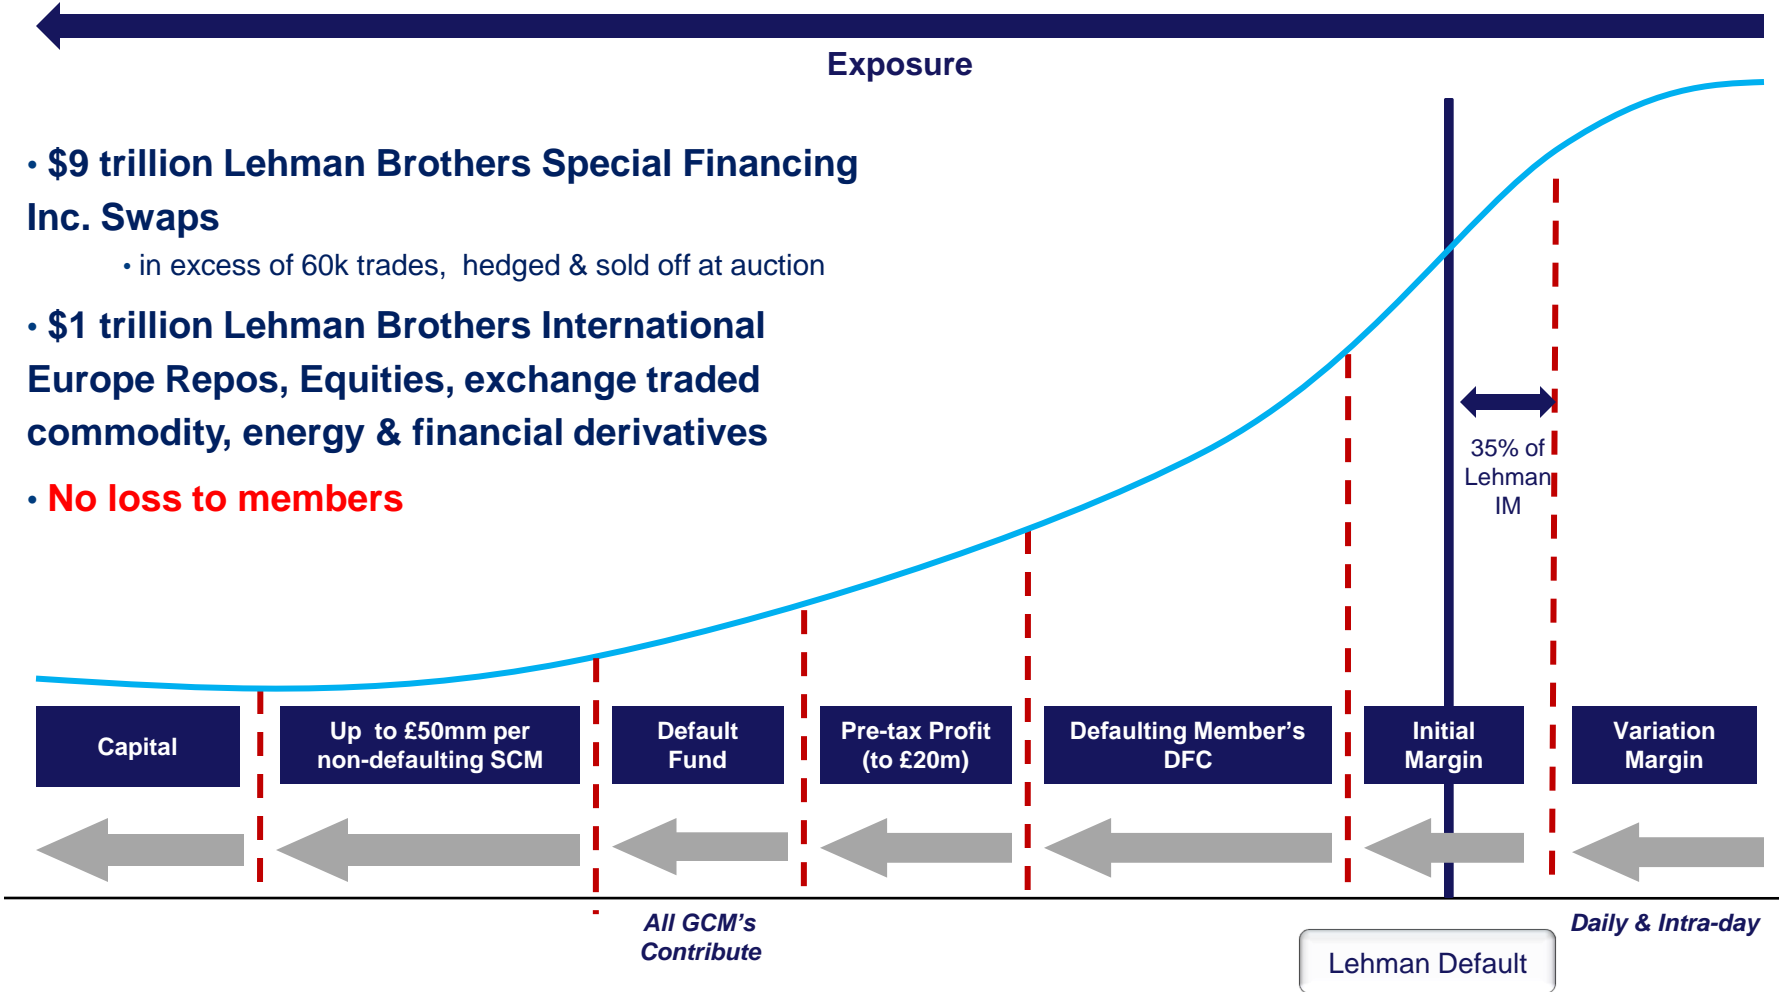 Exposure
• $9 trillion Lehman Brothers Special Financing
Inc. Swaps
• in excess of 60k trades, hedged & sold off at auction
• $1 trillion Lehman Brothers International
Europe Repos, Equities, exchange traded
commodity, energy & financial derivatives
• No loss to members
35% of
Lehman
IM
Capital
Up to £50mm per
non-defaulting SCM
Default
Fund
Pre-tax Profit
(to £20m)
Defaulting Member’s
DFC
Initial
Margin
Variation
Margin
All GCM’s
Contribute
Daily & Intra-day
Lehman Default